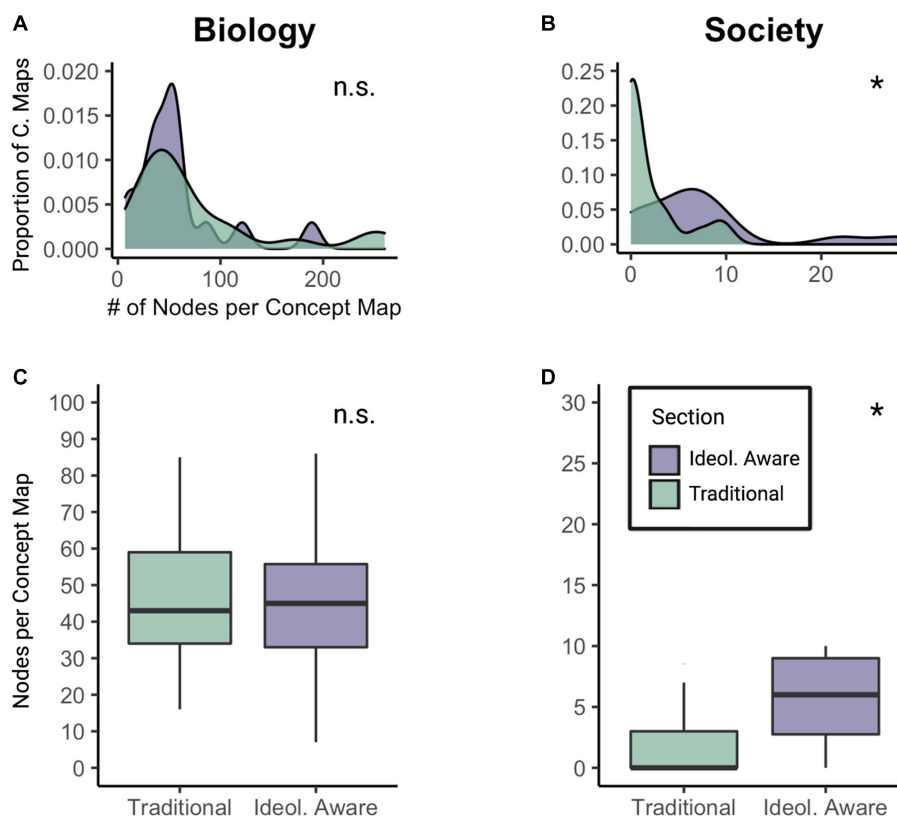 A
Biology
Proportion of C. Maps
0.020
0.015
0.010
0.005
0.000
n.s.
0 100 200
# of Nodes per Concept Map
B
Society
0.25
0.20
0.15
0.10
0.05
0.00
*
0 10 20
C
Nodes per Concept Map
100
90
80
70
60
50
40
30
20
10
0
n.s.
Traditional Ideol. Aware
D
30
25
20
15
10
5
0
Section
Ideol. Aware
Traditional
*
Traditional Ideol. Aware